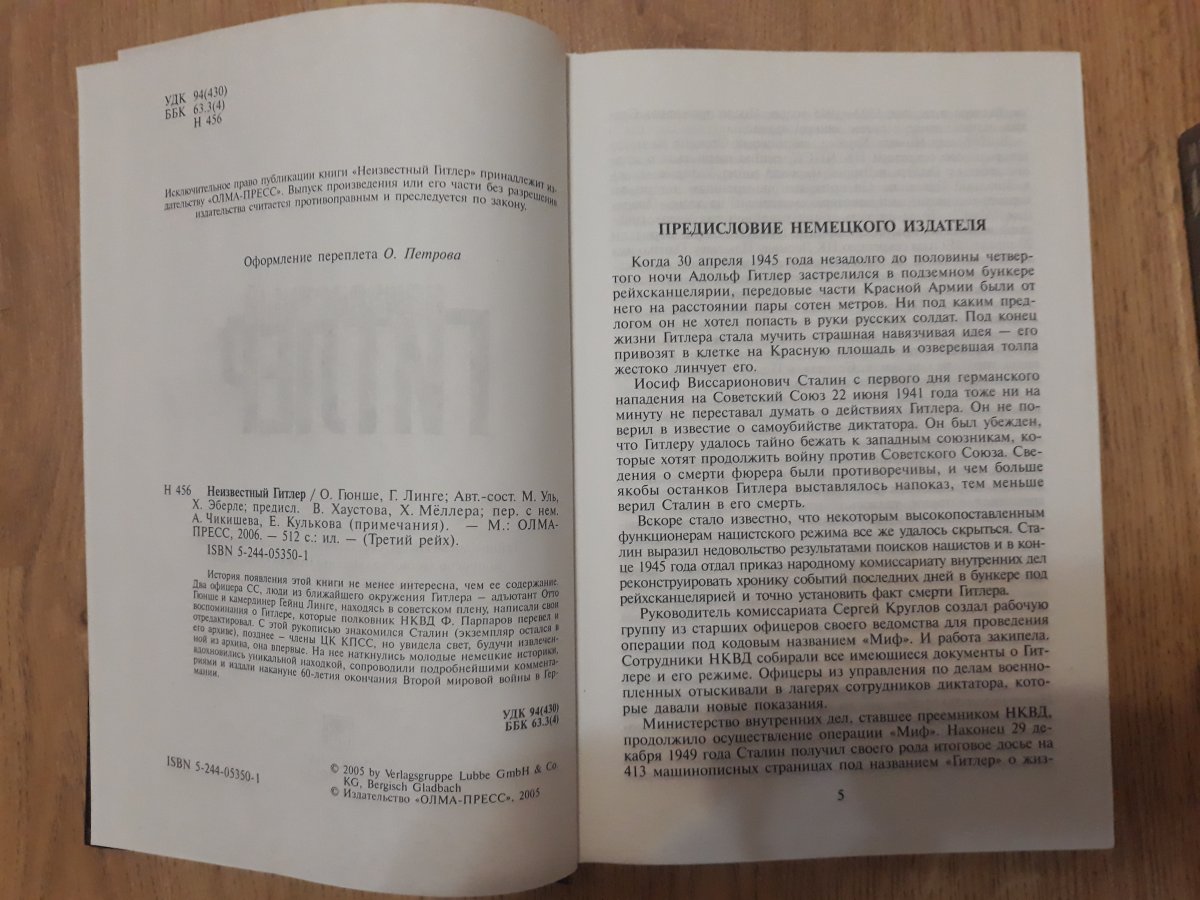 УДК 94(430)
ББК 63.3(4)
Н 456
Исключительное право публикации книги «Неизвестный Гитлер» принадлежит из-
дательству «ОЛМА-ПРЕСС». Выпуск произведения или его части без разрешения
издательства считается противоправным и преследуется по закону.
Оформление переплета О. Петрова
Н 456 Неизвестный Гитлер / О. Гюнше, Г. Линге; Авт.-сост. М. Уль,
Х. Эберле; предисл. В. Хаустова, Х. Мёллера; пер. с нем.
А. Чикишева, Е. Кулькова (примечания). — М.: ОЛМА-
ПРЕСС, 2006. — 512 с.: ил. — (Третий рейх).
ISBN 5-244-05350-1
История появления этой книги не менее интересна, чем ее содержание.
Два офицера СС, люди из ближайшего окружения Гитлера — адъютант Отто
Гюнше и камердинер Гейнц Линге, находясь в советском плену, написали свои
воспоминания о Гитлере, которые полковник НКВД Ф. Парпаров перевел и
отредактировал. С этой рукописью знакомился Сталин (экземпляр остался в
его архиве), позднее — члены ЦК КПСС, но увидела свет, будучи извлечен-
ной из архива, она впервые. На нее наткнулись молодые немецкие историки,
вдохновились уникальной находкой, сопроводили подробнейшими коммента-
риями и издали накануне 60-летия окончания Второй мировой войны в Гер-
мании.
УДК 94(430)
ББК 63.3(4)
ISBN 5-244-05350-1
© 2005 by Verlagsgruppe Lubbe GmbH & Co.
KG, Bergisch Gladbach
© Издательство «ОЛМА-ПРЕСС», 2005
ПРЕДИСЛОВИЕ НЕМЕЦКОГО ИЗДАТЕЛЯ
Когда 30 апреля 1945 года незадолго до половины четвер-
того ночи Адольф Гитлер застрелился в подземном бункере
рейхсканцелярии, передовые части Красной Армии были от
него на расстоянии пары сотен метров. Ни под каким пред-
логом он не хотел попасть в руки русских солдат. Под конец
жизни Гитлера стала мучить страшная навязчивая идея — его
привозят в клетке на Красную площадь и озверевшая толпа
жестоко линчует его.
Иосиф Виссарионович Сталин с первого дня германского
нападения на Советский Союз 22 июня 1941 года тоже ни на
минуту не переставал думать о действиях Гитлера. Он не по-
верил в известие о самоубийстве диктатора. Он был убежден,
что Гитлеру удалось тайно бежать к западным союзникам, ко-
торые хотят продолжить войну против Советского Союза. Све-
дения о смерти фюрера были противоречивы, и чем больше
якобы останков Гитлера выставлялось напоказ, тем меньше
верил Сталин в его смерть.
Вскоре стало известно, что некоторым высокопоставленным
функционерам нацистского режима все же удалось скрыться. Ста-
лин выразил недовольство результатами поисков нацистов и в кон-
це 1945 года отдал приказ народному комиссариату внутренних дел
реконструировать хронику событий последних дней в бункере под
рейхсканцелярией и точно установить факт смерти Гитлера.
Руководитель комиссариата Сергей Круглов создал рабочую
группу из старших офицеров своего ведомства для проведения
операции под кодовым названием «Миф». И работа закипела.
Сотрудники НКВД собирали все имеющиеся документы о Гит-
лере и его режиме. Офицеры из управления по делам военно-
пленных отыскивали в лагерях сотрудников диктатора, кото-
рые давали новые показания.
Министерство внутренних дел, ставшее преемником НКВД,
продолжило осуществление операции «Миф». Наконец 29 де-
кабря 1949 года Сталин получил своего рода итоговое досье на
413 машинописных страницах под названием «Гитлер» о жиз-
5